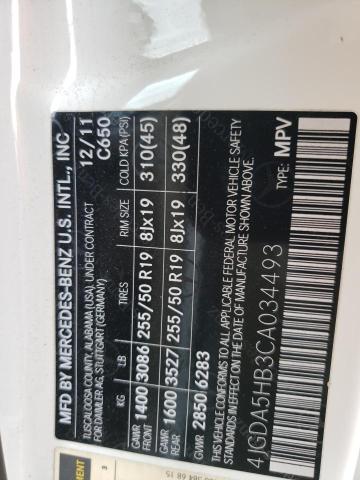 MFD BY MERCEDES-BENZ U.S. INTL., INC
TUSCALOOSA COUNTY, ALABAMA (USA), UNDER CONTRACT
FOR DAIMLER AG, STUTTGART (GERMANY)
12/11
C650
KG LB TIRES RIM SIZE COLD KPA(PSI)
GAWR FRONT 1400 3086 255/50 R19 8Jx19 310(45)
GAWR REAR 1600 3527 255/50 R19 8Jx19 330(48)
GVWR 2850 6283
THIS VEHICLE CONFORMS TO ALL APPLICABLE FEDERAL MOTOR VEHICLE SAFETY
STANDARDS IN EFFECT ON THE DATE OF MANUFACTURE SHOWN ABOVE.
4JGDA5HB3CA034493 TYPE: MPV
3